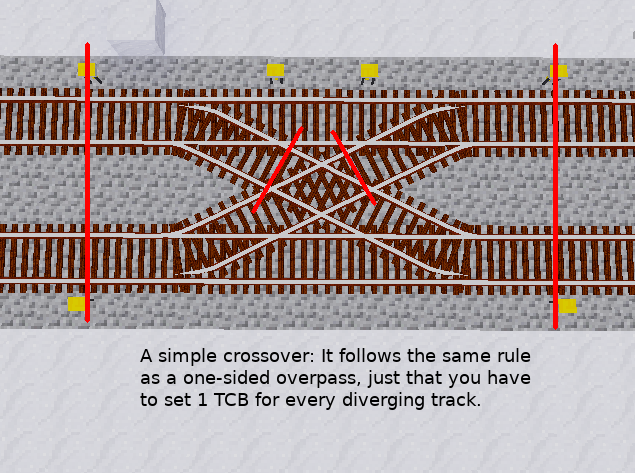 A simple crossover: It follows the same rule
as a one-sided overpass, just that you have
to set 1 TCB for every diverging track.